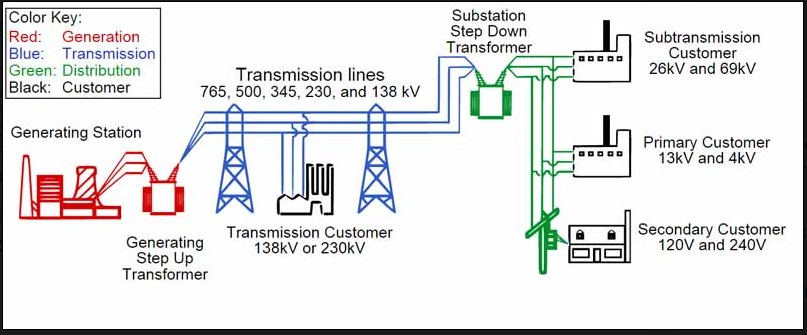 Color Key:
Red: Generation
Blue: Transmission
Green: Distribution
Black: Customer
Generating Station
Generating
Step Up
Transformer
Transmission lines
765, 500, 345, 230, and 138 kV
Transmission Customer
138kV or 230kV
Substation
Step Down
Transformer
Subtransmission
Customer
26kV and 69kV
Primary Customer
13kV and 4kV
Secondary Customer
120V and 240V